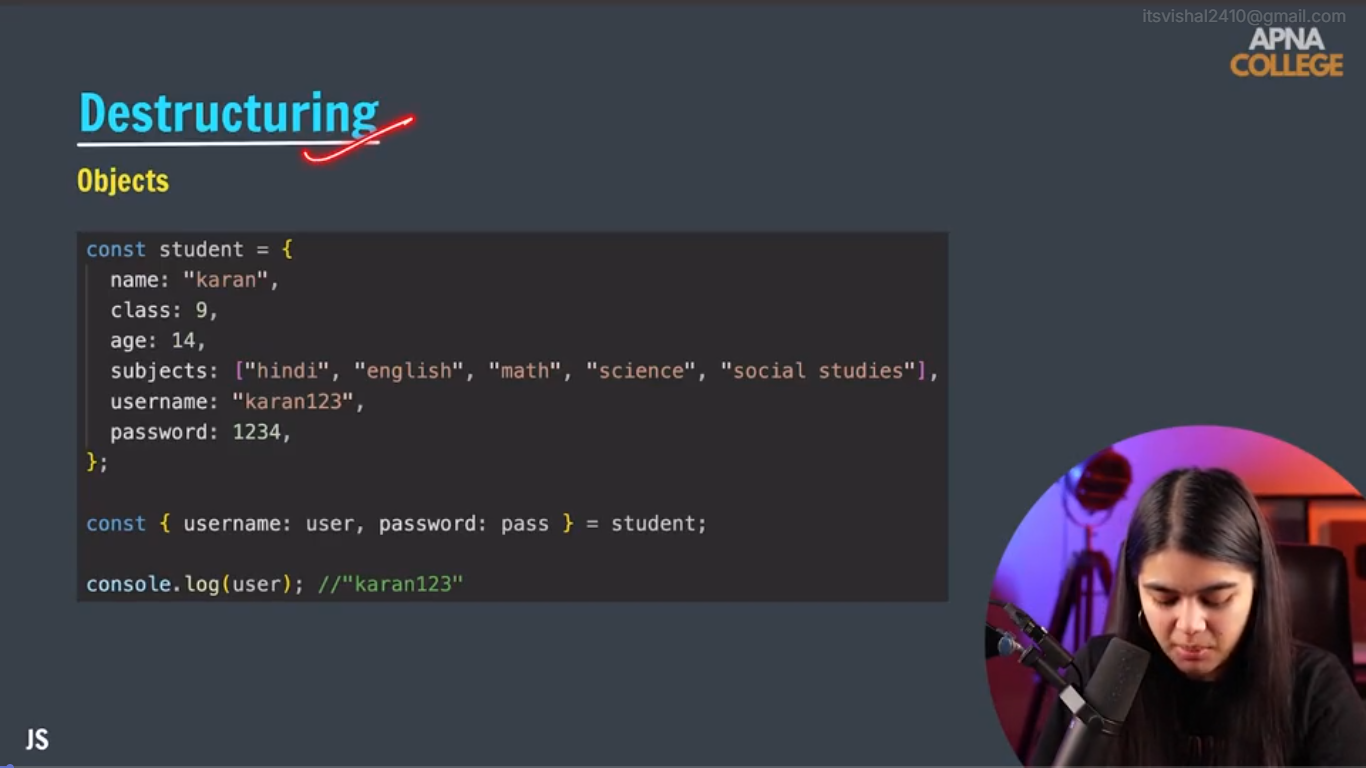 itsvishal2410@gmail.com
APNA
COLLEGE
Destructuring
Objects
const student = {
  name: "karan",
  class: 9,
  age: 14,
  subjects: ["hindi", "english", "math", "science", "social studies"],
  username: "karan123",
  password: 1234,
};
const { username: user, password: pass } = student;
console.log(user); //"karan123"
JS